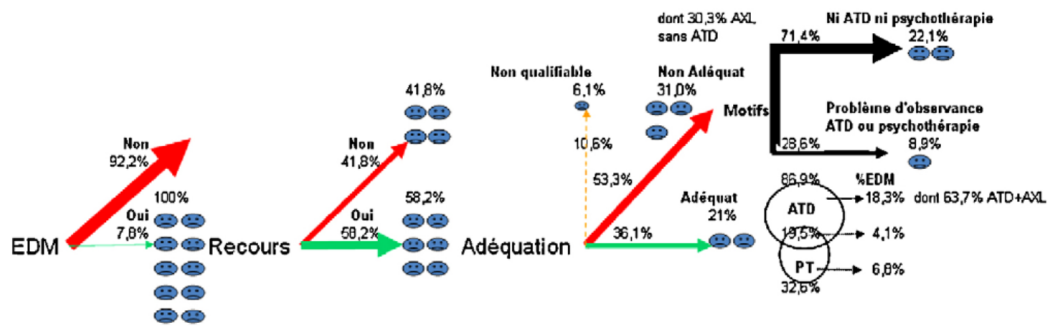 EDM
Non
92,2%
Oui
7,8%
100%
Recours
Non
41,8%
41,8%
Oui
58,2%
58,2%
Adéquation
Non qualifiable
6,1%
10,6%
53,3%
36,1%
Non Adéquat
31,0%
Adéquat
21%
dont 30,3% AXL
sans ATD
Motifs
71,4%
Ni ATD ni psychothérapie
22,1%
28,6%
Problème d'observance
ATD ou psychothérapie
8,9%
86,9%
%EDM
ATD
18,3% dont 63,7% ATD+AXL
19,5%
4,1%
PT
6,8%
32,6%